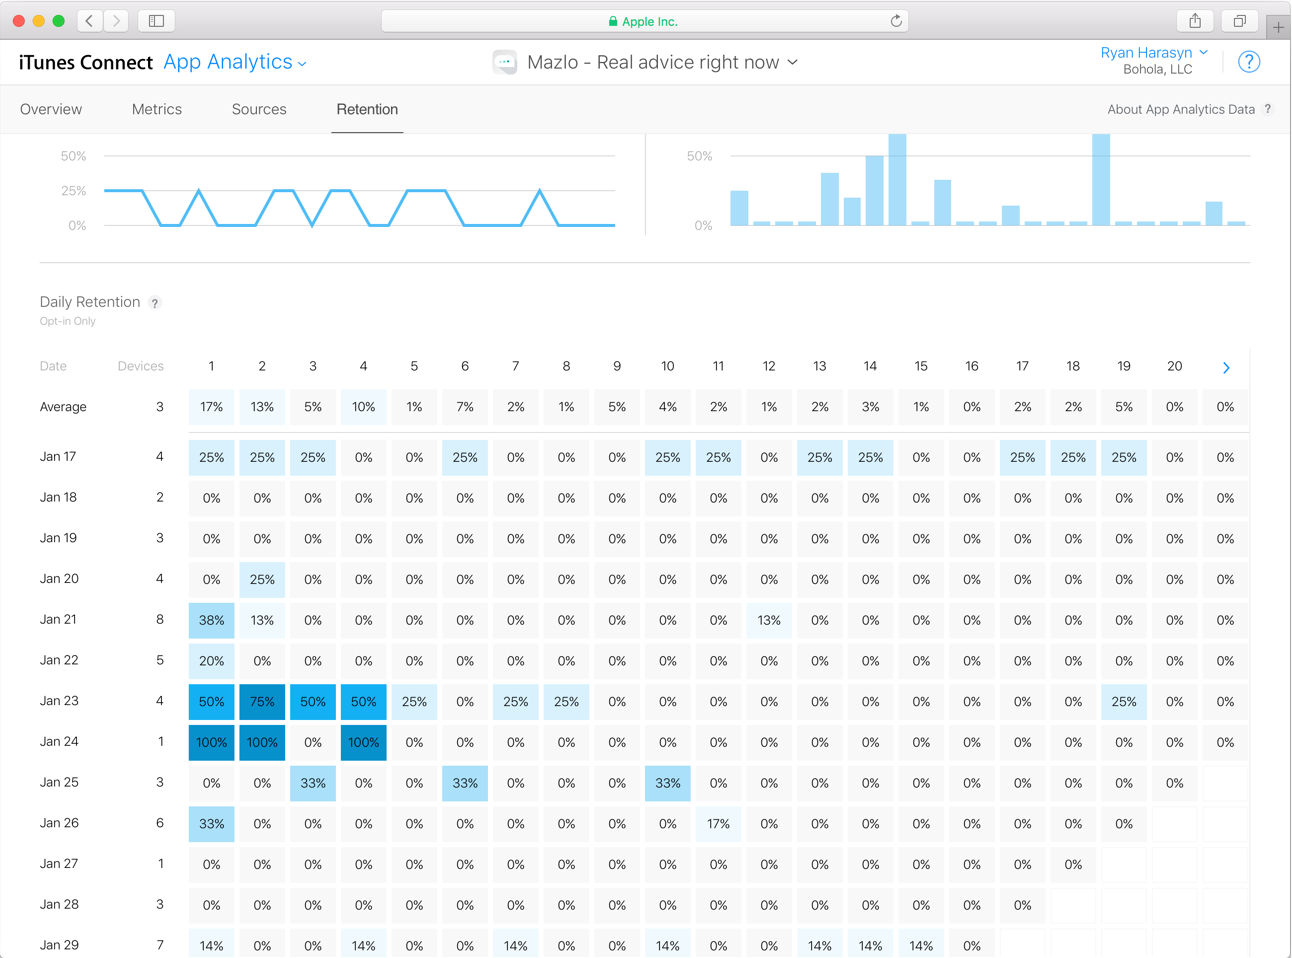 Apple Inc.
iTunes Connect App Analytics
Mazlo - Real advice right now
Ryan Harasyn
Bohola, LLC
?
Overview Metrics Sources Retention
About App Analytics Data ?
50% 50%
25%
0% 0%
Daily Retention ?
Opt-in Only
Date Devices 1 2 3 4 5 6 7 8 9 10 11 12 13 14 15 16 17 18 19 20
Average 3 17% 13% 5% 10% 1% 7% 2% 1% 5% 4% 2% 1% 2% 3% 1% 0% 2% 2% 5% 0% 0%
Jan 17 4 25% 25% 25% 0% 0% 25% 0% 0% 0% 25% 25% 0% 25% 25% 0% 0% 25% 25% 25% 0% 0%
Jan 18 2 0% 0% 0% 0% 0% 0% 0% 0% 0% 0% 0% 0% 0% 0% 0% 0% 0% 0% 0% 0% 0%
Jan 19 3 0% 0% 0% 0% 0% 0% 0% 0% 0% 0% 0% 0% 0% 0% 0% 0% 0% 0% 0% 0% 0%
Jan 20 4 0% 25% 0% 0% 0% 0% 0% 0% 0% 0% 0% 0% 0% 0% 0% 0% 0% 0% 0% 0% 0%
Jan 21 8 38% 13% 0% 0% 0% 0% 0% 0% 0% 0% 0% 13% 0% 0% 0% 0% 0% 0% 0% 0% 0%
Jan 22 5 20% 0% 0% 0% 0% 0% 0% 0% 0% 0% 0% 0% 0% 0% 0% 0% 0% 0% 0% 0% 0%
Jan 23 4 50% 75% 50% 50% 25% 0% 25% 25% 0% 0% 0% 0% 0% 0% 0% 0% 0% 0% 25% 0% 0%
Jan 24 1 100% 100% 0% 100% 0% 0% 0% 0% 0% 0% 0% 0% 0% 0% 0% 0% 0% 0% 0% 0% 0%
Jan 25 3 0% 0% 33% 0% 0% 33% 0% 0% 0% 33% 0% 0% 0% 0% 0% 0% 0% 0% 0% 0%
Jan 26 6 33% 0% 0% 0% 0% 0% 0% 0% 0% 0% 17% 0% 0% 0% 0% 0% 0% 0% 0%
Jan 27 1 0% 0% 0% 0% 0% 0% 0% 0% 0% 0% 0% 0% 0% 0% 0% 0% 0% 0%
Jan 28 3 0% 0% 0% 0% 0% 0% 0% 0% 0% 0% 0% 0% 0% 0% 0% 0% 0%
Jan 29 7 14% 0% 0% 14% 0% 0% 14% 0% 0% 14% 0% 0% 14% 14% 14% 0%